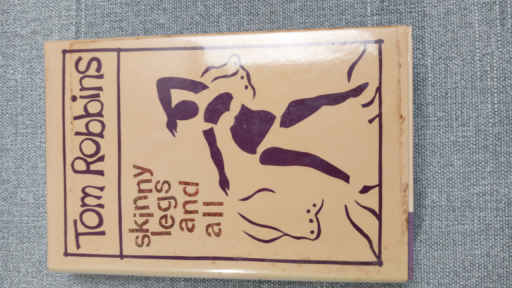 Tom Robbins
skinny
legs
and
all